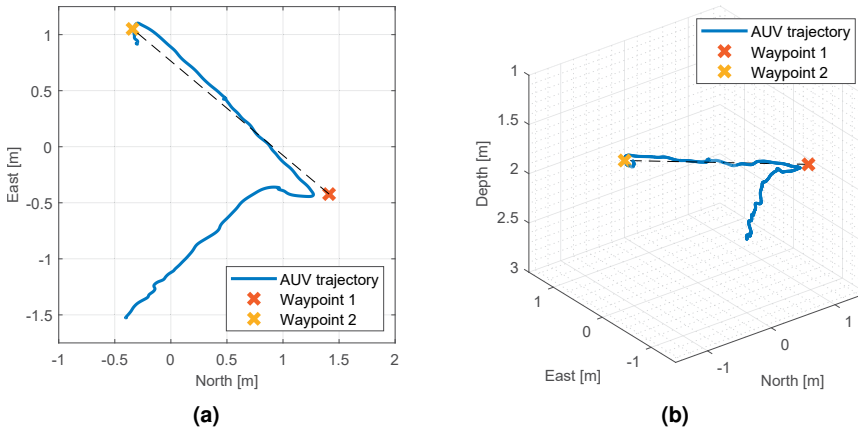 1
0.5
0
-0.5
-1
-1.5
East [m]
-1
-0.5
0
0.5
1
1.5
2
North [m]
AUV trajectory
Waypoint 1
Waypoint 2
(a)
AUV trajectory
Waypoint 1
Waypoint 2
1
1.5
2
2.5
3
Depth [m]
1
0
-1
East [m]
-1
0
1
North [m]
(b)